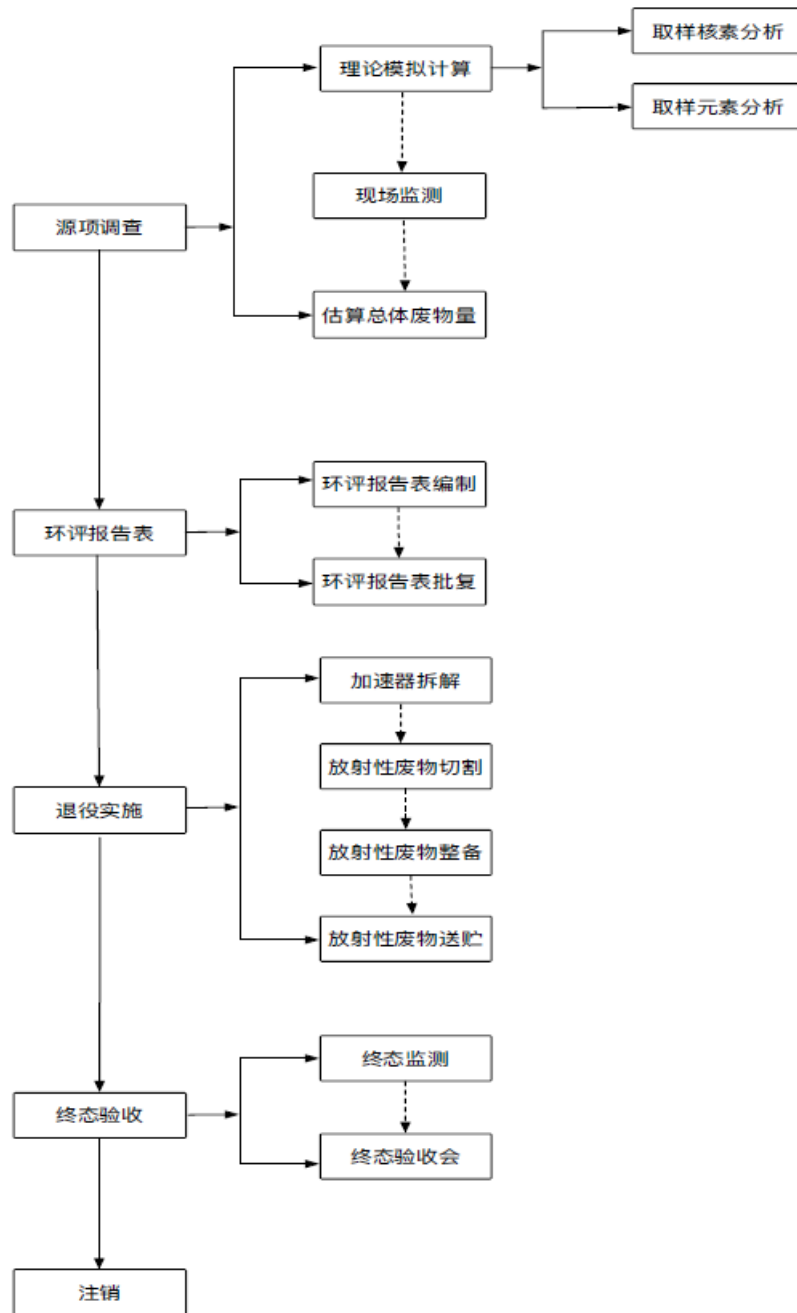 取样核素分析
理论模拟计算
取样元素分析
现场监测
源项调查
估算总体废物量
环评报告表编制
环评报告表
环评报告表批复
加速器拆解
放射性废物切割
退役实施
放射性废物整备
放射性废物送贮
终态监测
终态验收
终态验收会
注销